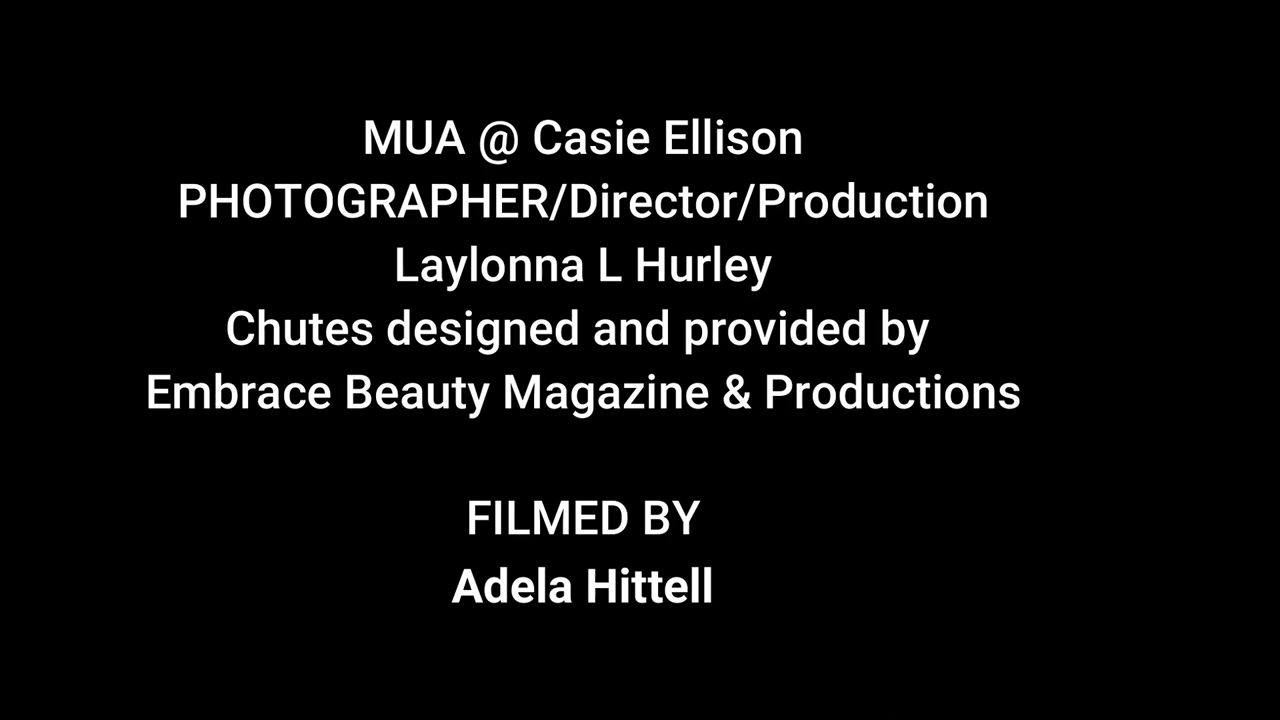 MUA @ Casie Ellison
PHOTOGRAPHER/Director/Production
Laylonna L Hurley
Chutes designed and provided by
Embrace Beauty Magazine & Productions
FILMED BY
Adela Hittell